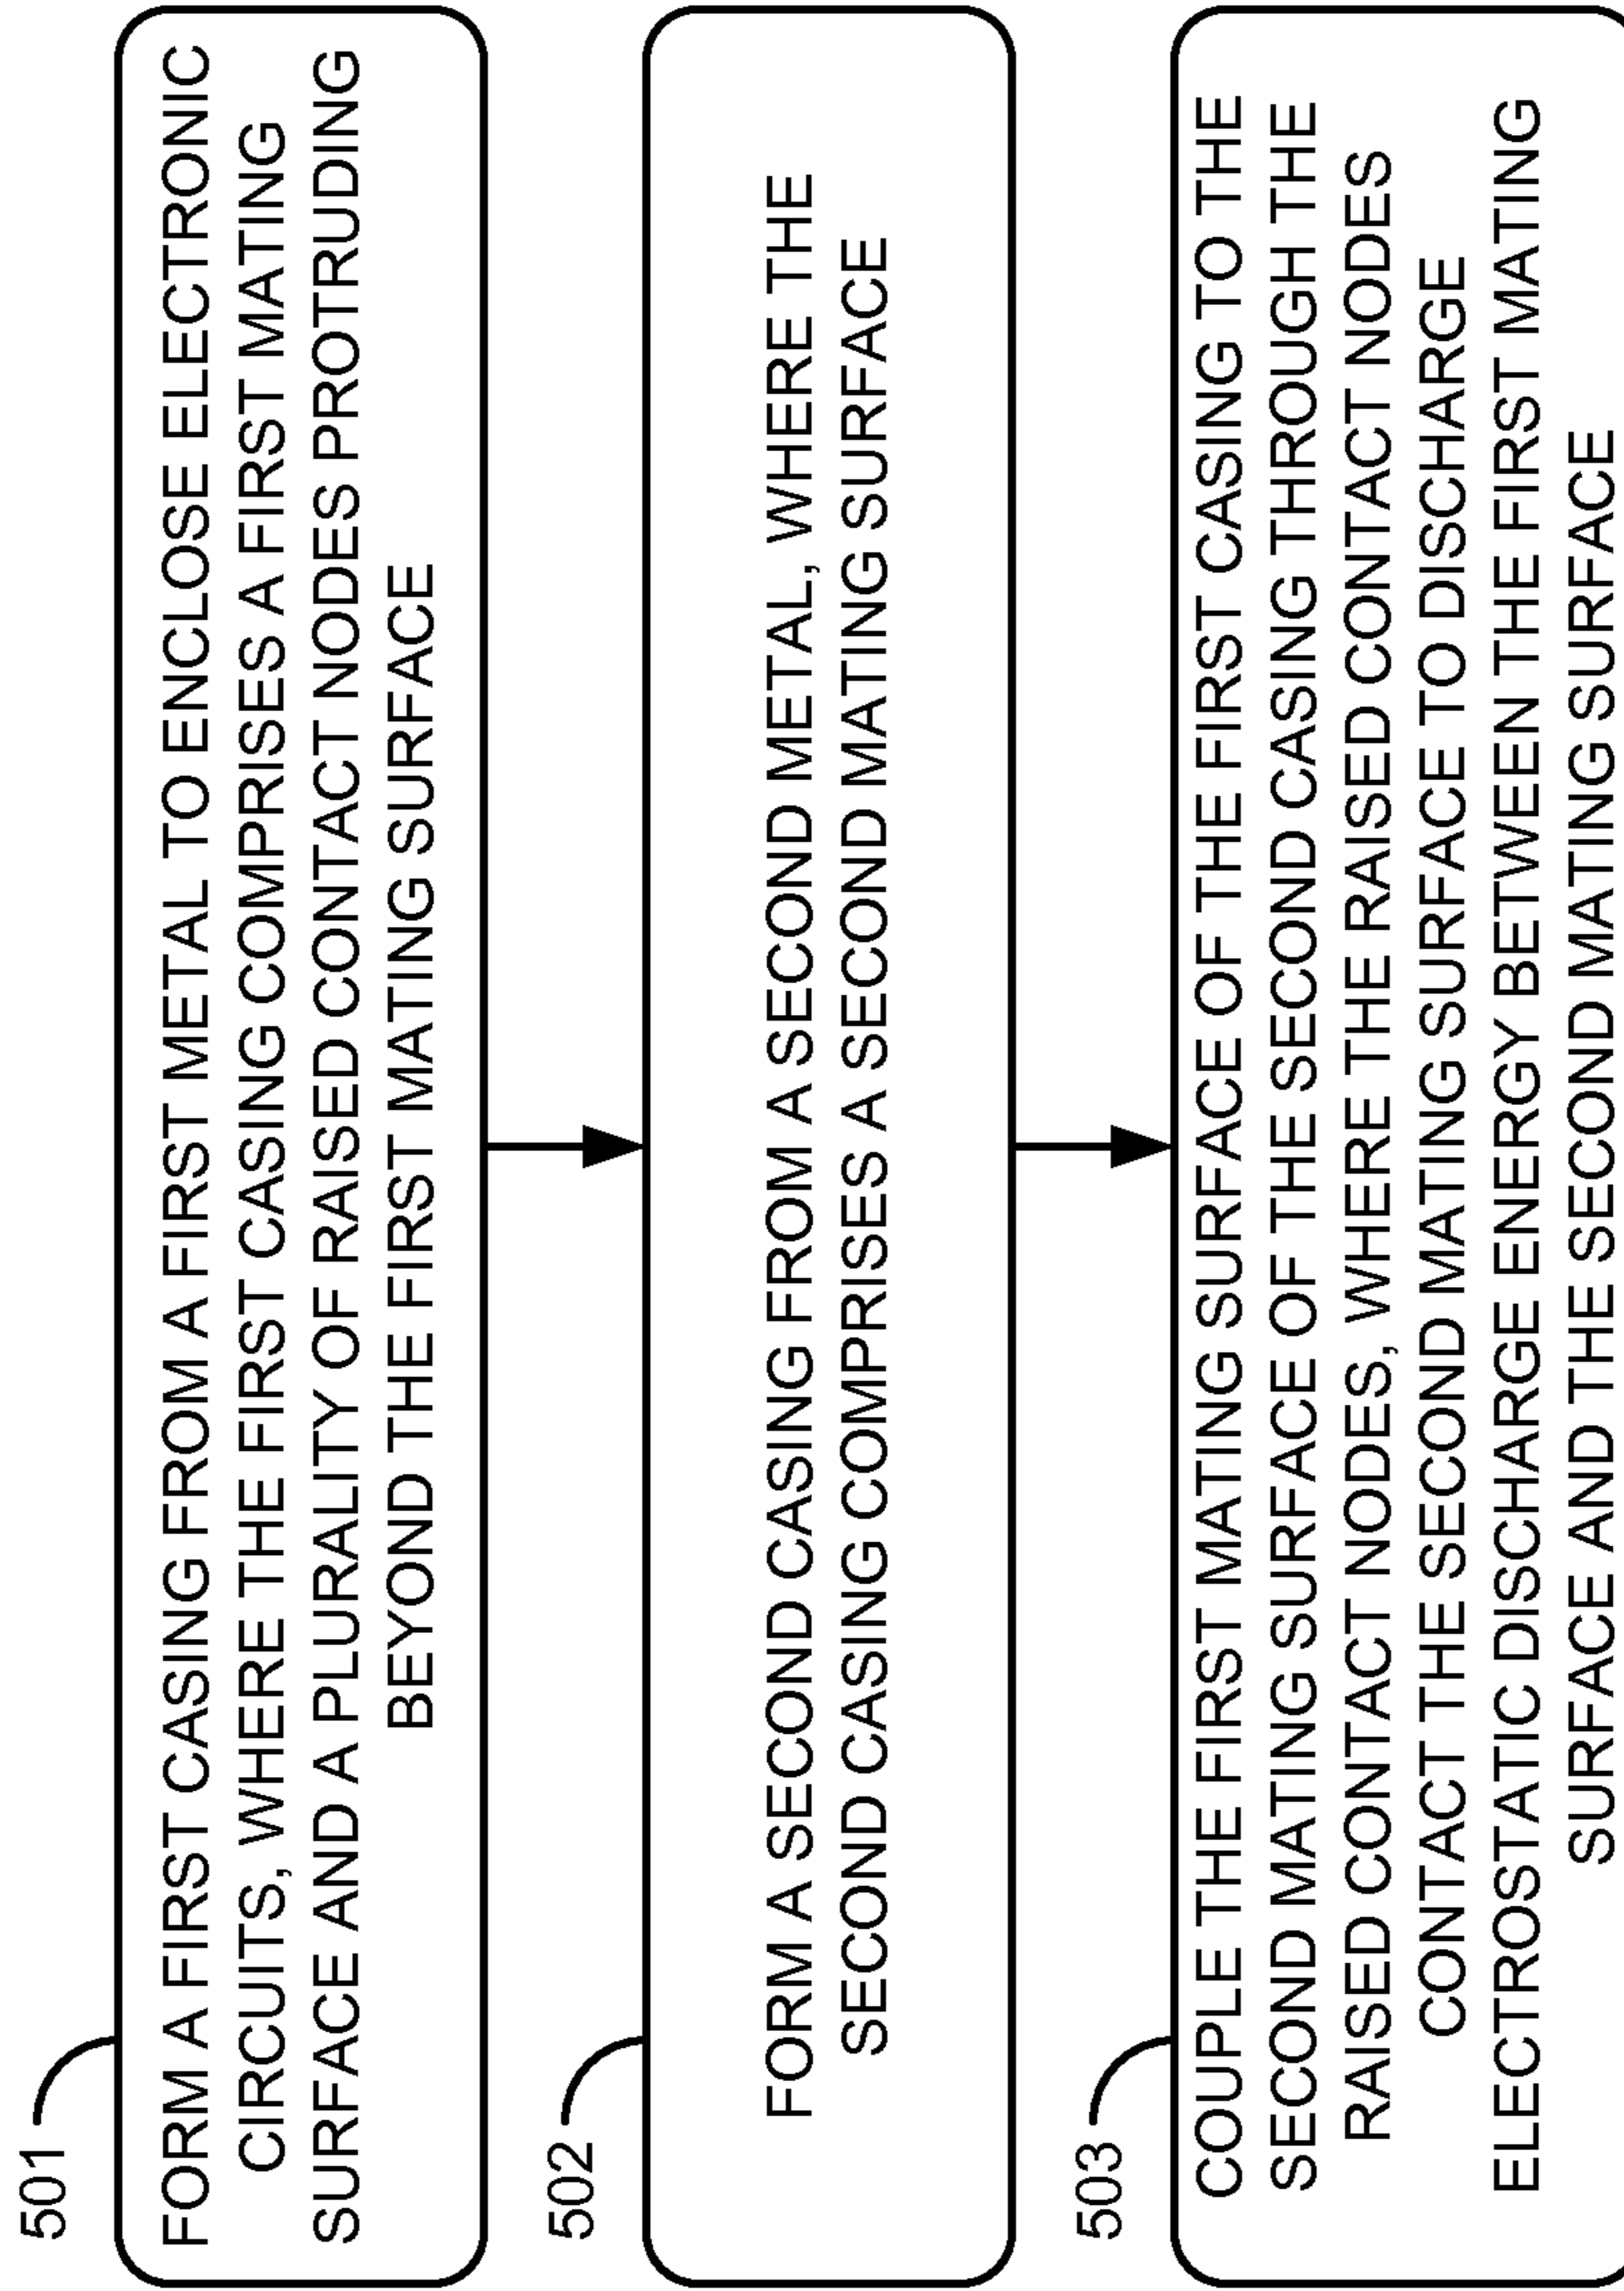 501
FORM A FIRST CASING FROM A FIRST METAL TO ENCLOSE ELECTRONIC
CIRCUITS, WHERE THE FIRST CASING COMPRISES A FIRST MATING
SURFACE AND A PLURALITY OF RAISED CONTACT NODES PROTRUDING
BEYOND THE FIRST MATING SURFACE
502
FORM A SECOND CASING FROM A SECOND METAL, WHERE THE
SECOND CASING COMPRISES A SECOND MATING SURFACE
503
COUPLE THE FIRST MATING SURFACE OF THE FIRST CASING TO THE
SECOND MATING SURFACE OF THE SECOND CASING THROUGH THE
RAISED CONTACT NODES, WHERE THE RAISED CONTACT NODES
CONTACT THE SECOND MATING SURFACE TO DISCHARGE
ELECTROSTATIC DISCHARGE ENERGY BETWEEN THE FIRST MATING
SURFACE AND THE SECOND MATING SURFACE